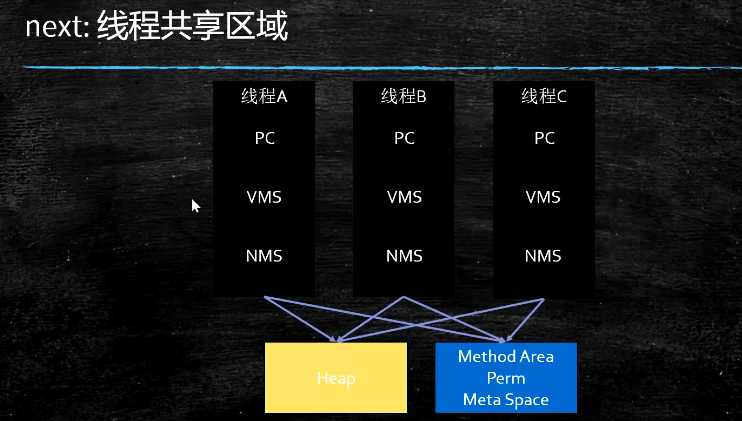 next: 线程共享区域
线程A
线程B
线程C
PC
PC
PC
VMS
VMS
VMS
NMS
NMS
NMS
Heap
Method Area
Perm
Meta Space